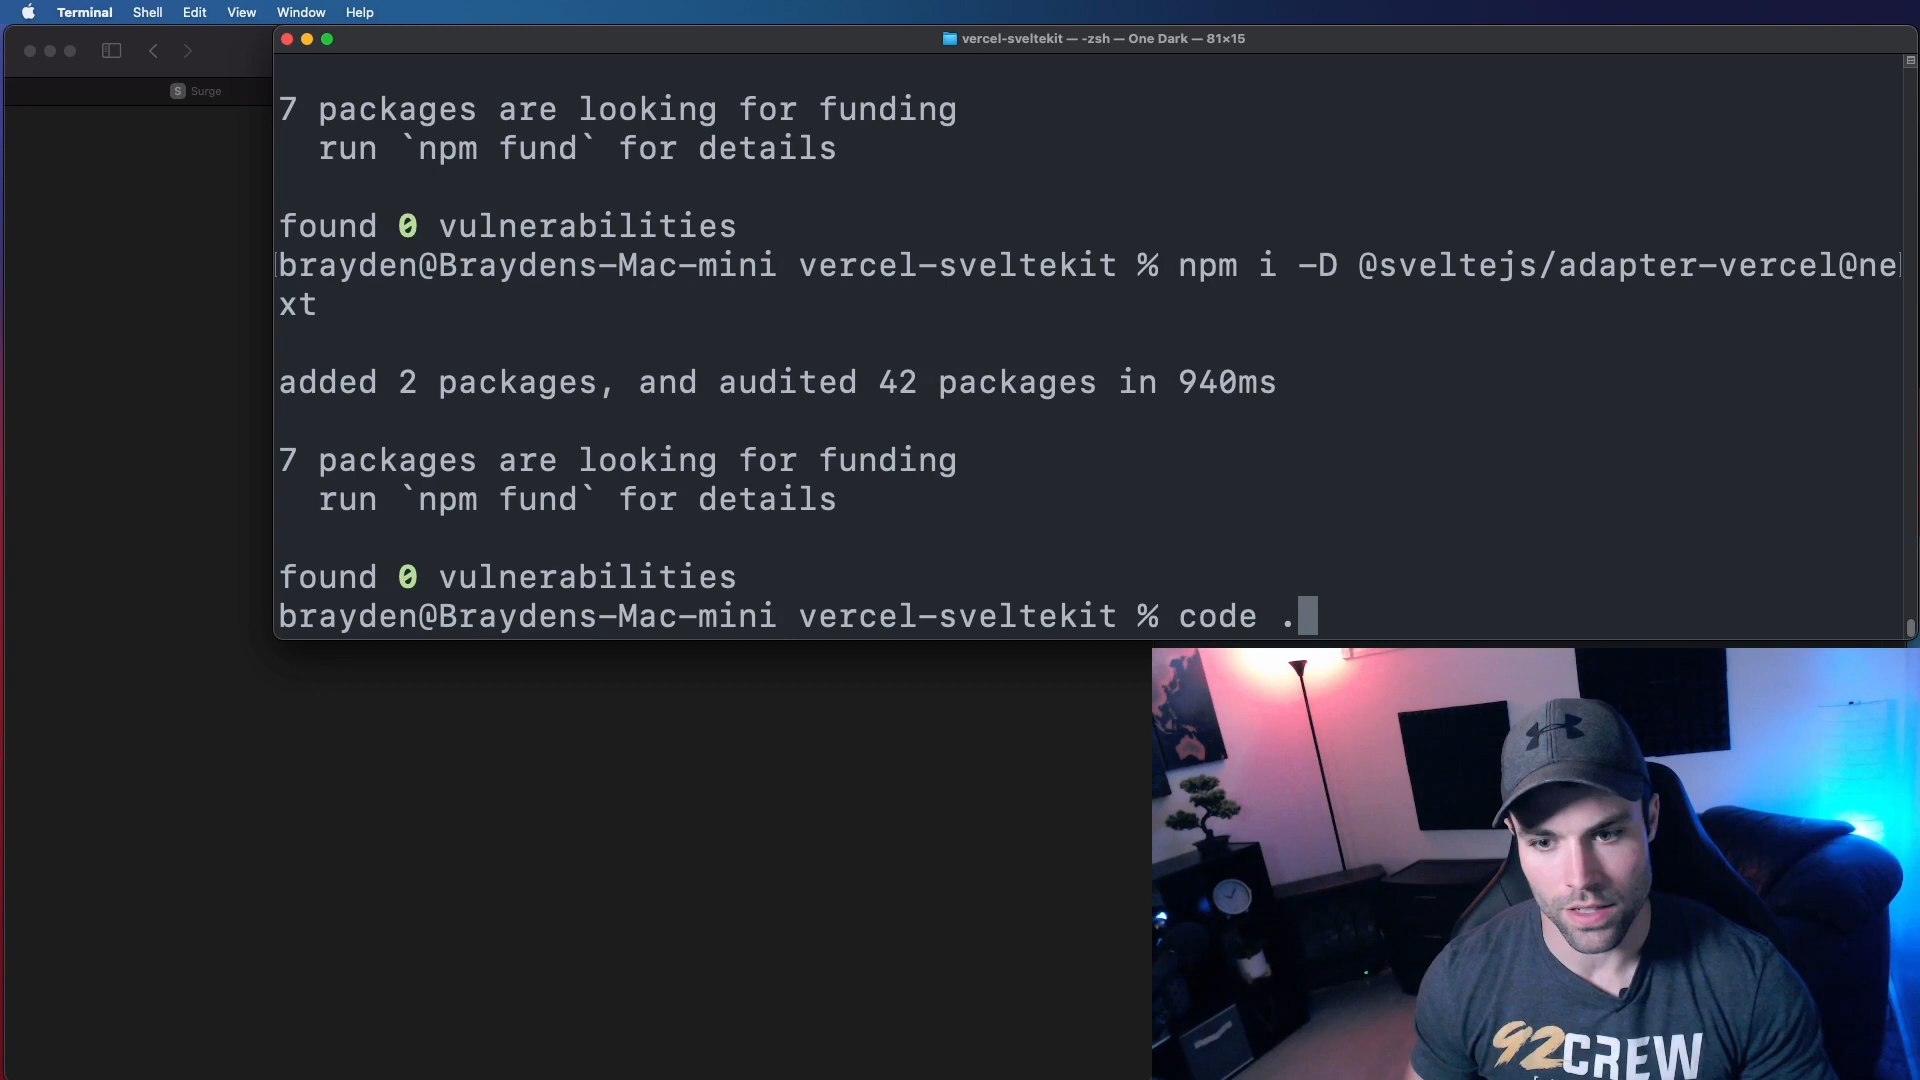 Terminal Shell Edit View Window Help
vercel-sveltekit — -zsh — One Dark — 81×15
S Surge
7 packages are looking for funding
run `npm fund` for details
found 0 vulnerabilities
brayden@Braydens-Mac-mini vercel-sveltekit % npm i -D @sveltejs/adapter-vercel@ne
xt
added 2 packages, and audited 42 packages in 940ms
7 packages are looking for funding
run `npm fund` for details
found 0 vulnerabilities
brayden@Braydens-Mac-mini vercel-sveltekit % code .
92CREW